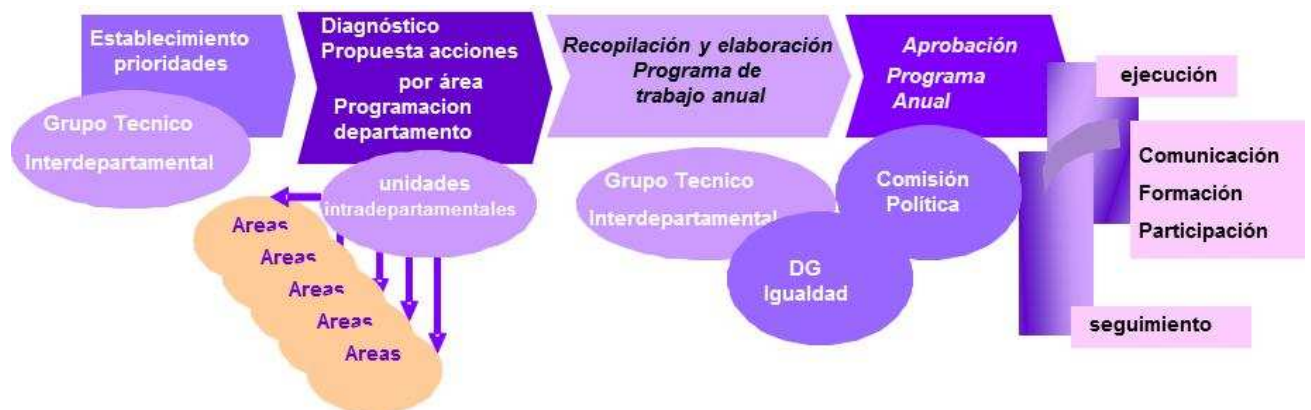 Establecimiento
prioridades
Grupo Tecnico
Interdepartamental
Diagnóstico
Propuesta acciones
por área
Programacion
departamento
unidades
intradepartamentales
Areas
Areas
Areas
Areas
Areas
Recopilación y elaboración
Programa de
trabajo anual
Grupo Tecnico
Interdepartamental
DG
Igualdad
Aprobación
Programa
Anual
Comisión
Política
ejecución
Comunicación
Formación
Participación
seguimiento